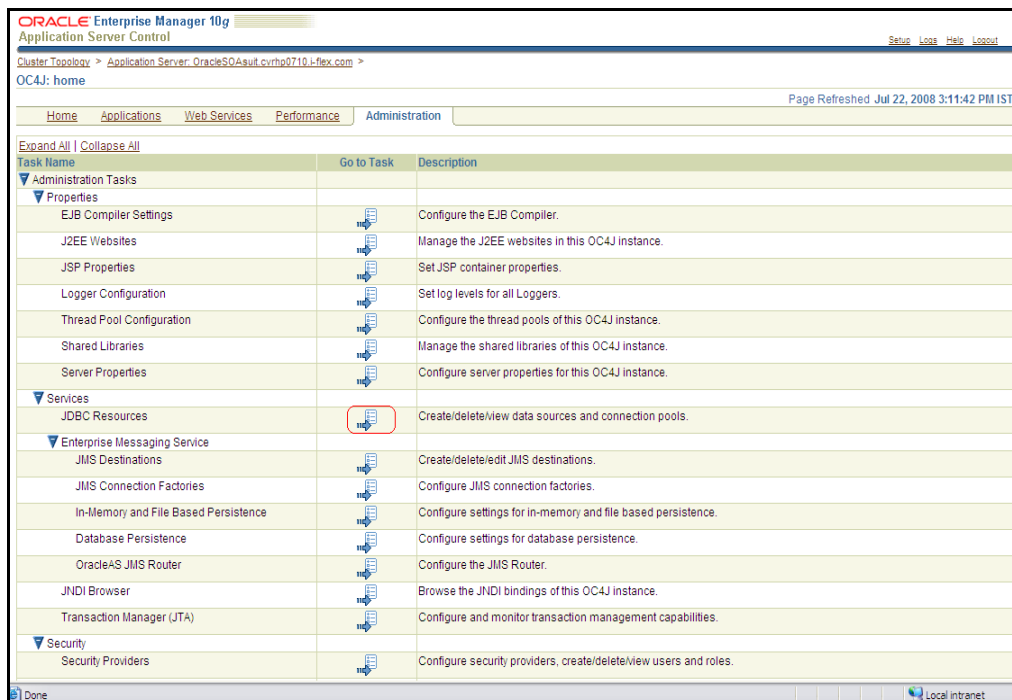 ORACLE Enterprise Manager 10g
Application Server Control
Setup Logs Help Logout
Cluster Topology > Application Server: OracleSOAsuit.cvrhp0710.i-flex.com >
OC4J: home
Page Refreshed Jul 22, 2008 3:11:42 PM IST
Home Applications Web Services Performance Administration
Expand All | Collapse All
Task Name Go to Task Description
Administration Tasks
Properties
EJB Compiler Settings Configure the EJB Compiler.
J2EE Websites Manage the J2EE websites in this OC4J instance.
JSP Properties Set JSP container properties.
Logger Configuration Set log levels for all Loggers.
Thread Pool Configuration Configure the thread pools of this OC4J instance.
Shared Libraries Manage the shared libraries of this OC4J instance.
Server Properties Configure server properties for this OC4J instance.
Services
JDBC Resources Create/delete/view data sources and connection pools.
Enterprise Messaging Service
JMS Destinations Create/delete/edit JMS destinations.
JMS Connection Factories Configure JMS connection factories.
In-Memory and File Based Persistence Configure settings for in-memory and file based persistence.
Database Persistence Configure settings for database persistence.
OracleAS JMS Router Configure the JMS Router.
JNDI Browser Browse the JNDI bindings of this OC4J instance.
Transaction Manager (JTA) Configure and monitor transaction management capabilities.
Security
Security Providers Configure security providers, create/delete/view users and roles.
Done Local intranet